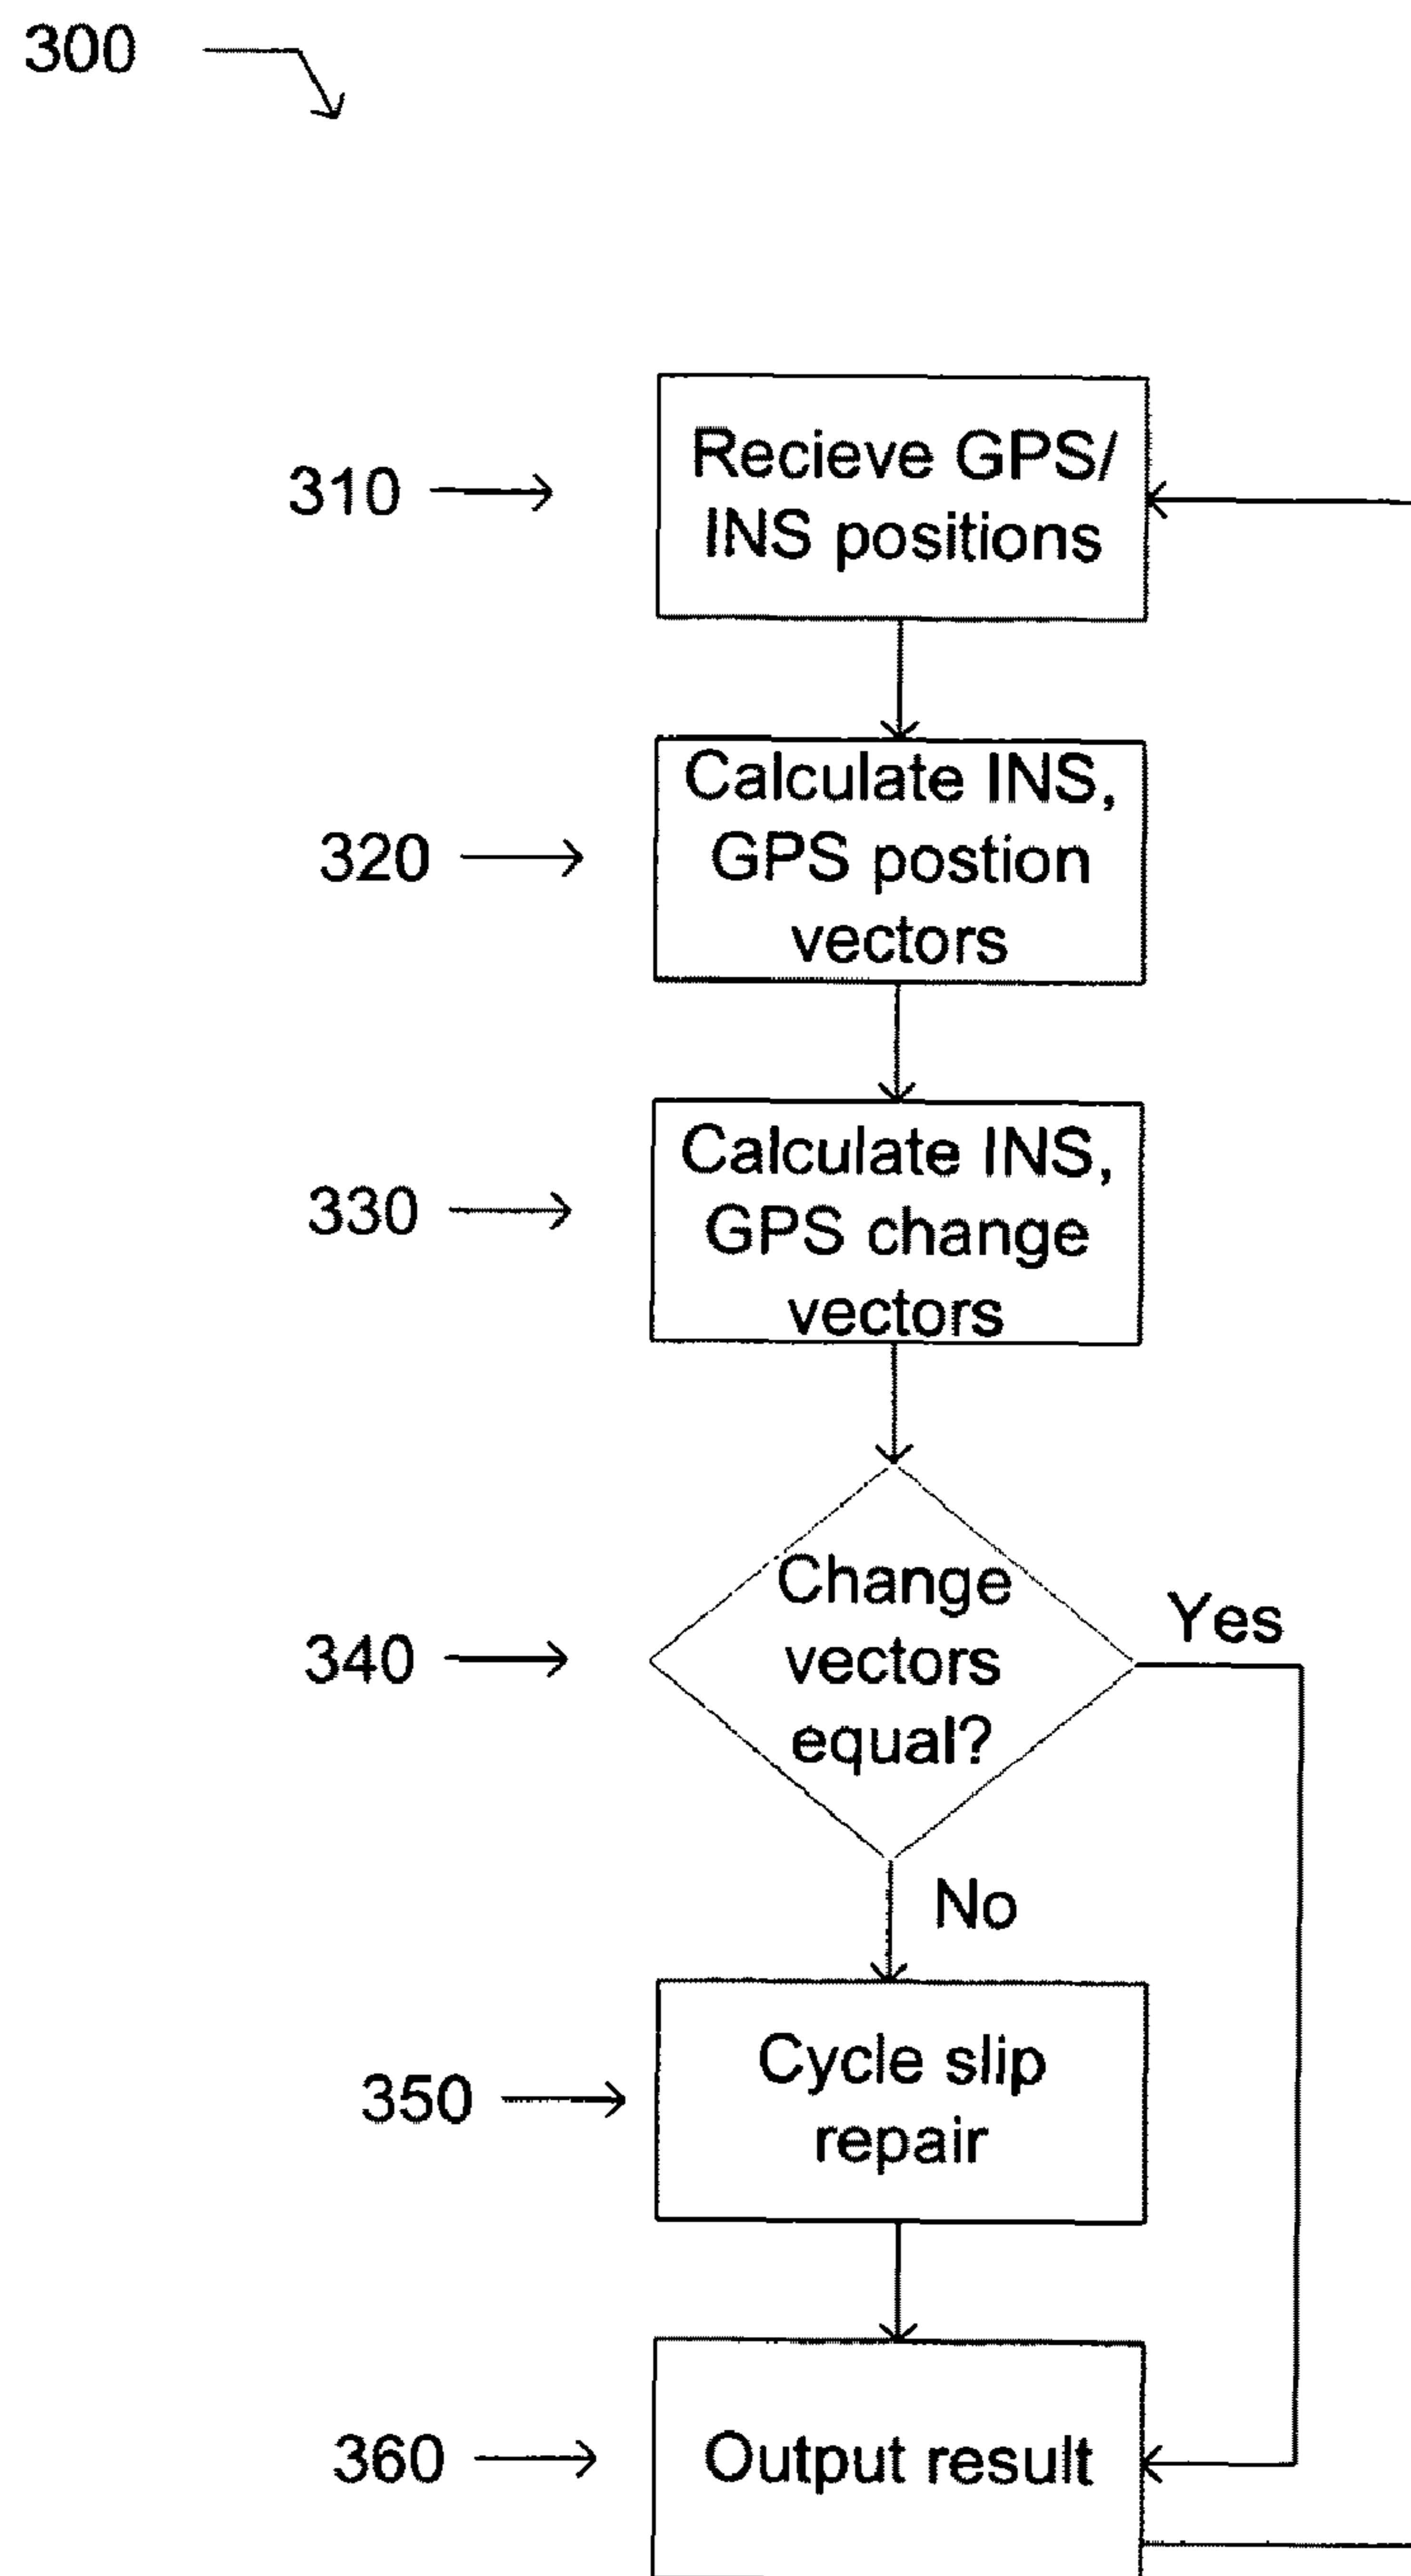 300
310
Recieve GPS/
INS positions
320
Calculate INS,
GPS postion
vectors
330
Calculate INS,
GPS change
vectors
340
Change
vectors
equal?
Yes
No
350
Cycle slip
repair
360
Output result